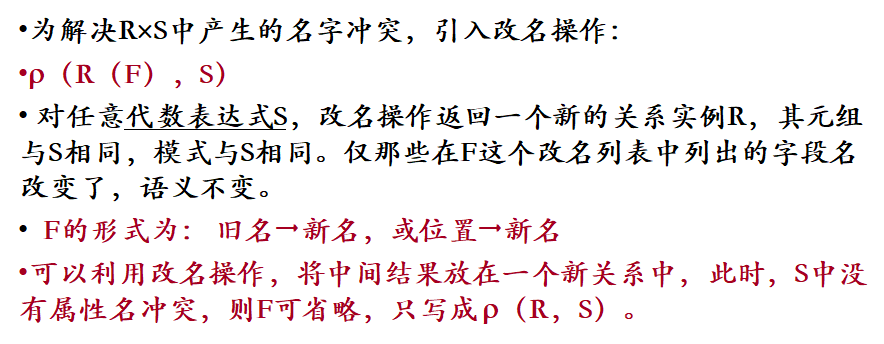 •为解决R×S中产生的名字冲突，引入改名操作：
•ρ（R（F），S）
• 对任意代数表达式S，改名操作返回一个新的关系实例R，其元组
与S相同，模式与S相同。仅那些在F这个改名列表中列出的字段名
改变了，语义不变。
• F的形式为： 旧名→新名，或位置→新名
•可以利用改名操作，将中间结果放在一个新关系中，此时，S中没
有属性名冲突，则F可省略，只写成ρ（R，S）。